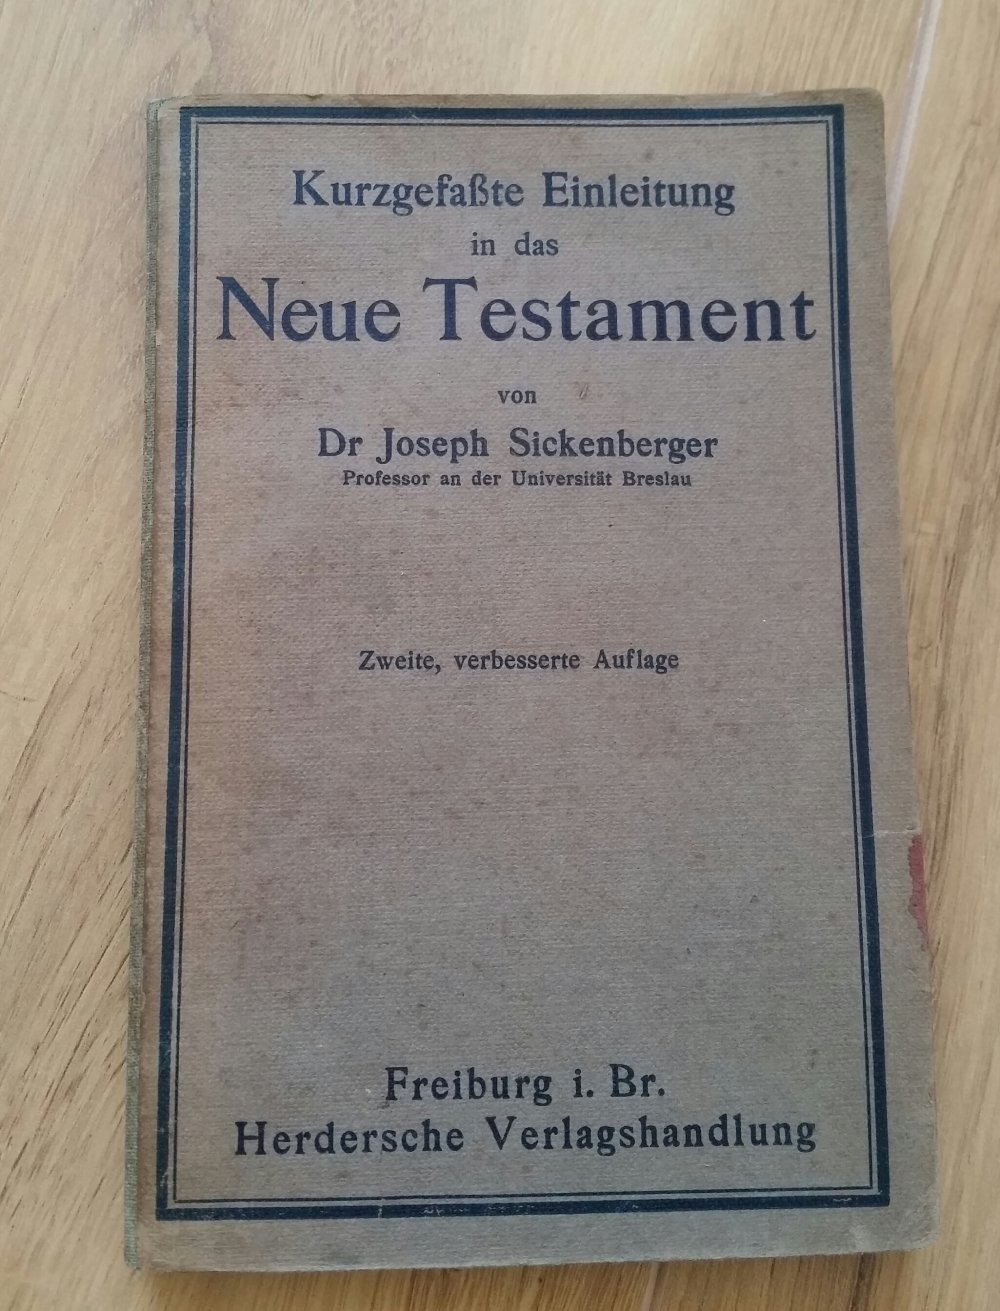 Kurzgefaßte Einleitung
in das
Neue Testament
von
Dr Joseph Sickenberger
Professor an der Universität Breslau
Zweite, verbesserte Auflage
Freiburg i. Br.
Herdersche Verlagshandlung